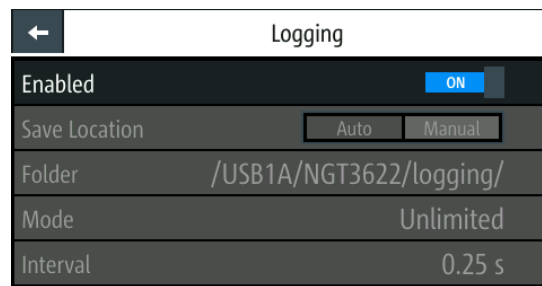 Logging
Enabled ON
Save Location Auto Manual
Folder /USB1A/NGT3622/logging/
Mode Unlimited
Interval 0.25 s